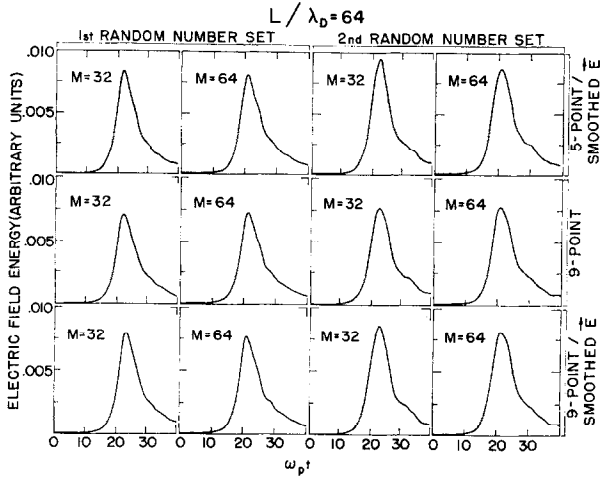 L / λD = 64
1st RANDOM NUMBER SET 2nd RANDOM NUMBER SET
ELECTRIC FIELD ENERGY(ARBITRARY UNITS)
.010
.005
M=32 M=64 M=32 M=64
5-POINT/
SMOOTHED E
.010
.005
M=32 M=64 M=32 M=64
9-POINT
.010
.005
M=32 M=64 M=32 M=64
9-POINT/
SMOOTHED E
0 10 20 30 0 10 20 30 40 0 10 20 30 0 10 20 30
ωpt